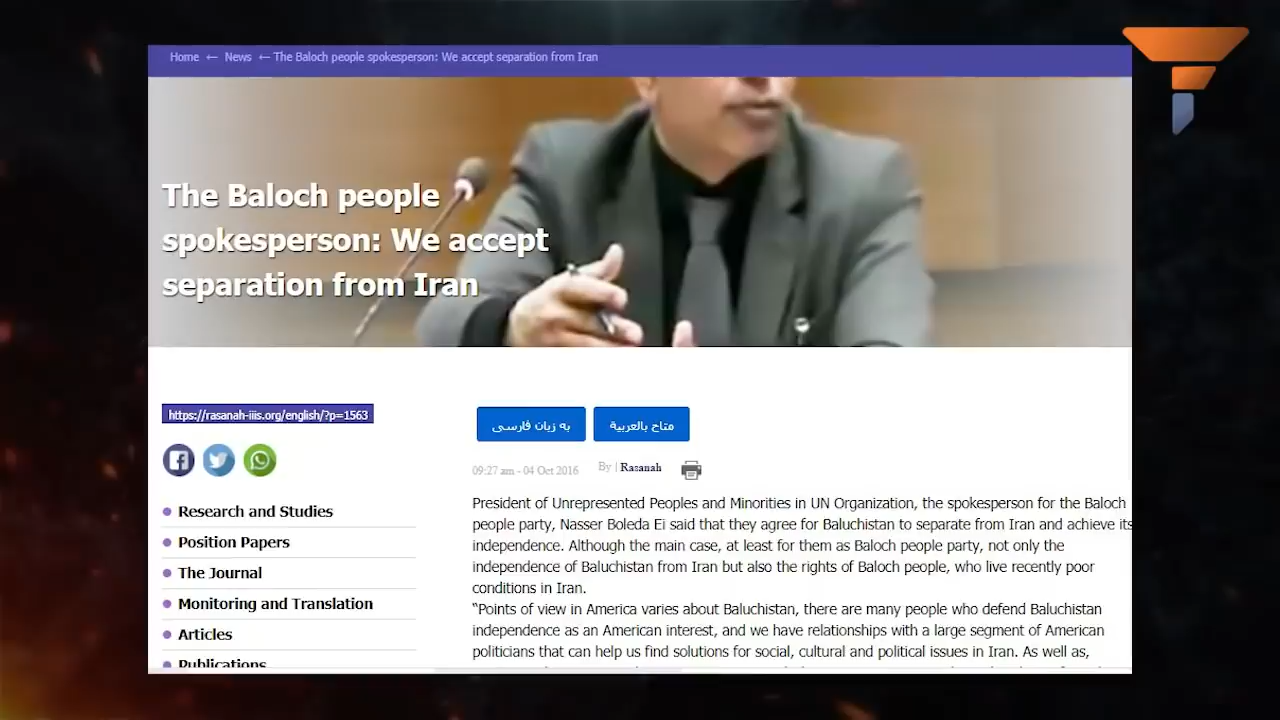 Home ← News ← The Baloch people spokesperson: We accept separation from Iran
The Baloch people
spokesperson: We accept
separation from Iran
https://rasanah-iiis.org/english/?p=1563
به زبان فارسی
متاح بالعربية
09:27 am - 04 Oct 2016
By | Rasanah
Research and Studies
Position Papers
The Journal
Monitoring and Translation
Articles
Publications
President of Unrepresented Peoples and Minorities in UN Organization, the spokesperson for the Baloch
people party, Nasser Boleda Ei said that they agree for Baluchistan to separate from Iran and achieve its
independence. Although the main case, at least for them as Baloch people party, not only the
independence of Baluchistan from Iran but also the rights of Baloch people, who live recently poor
conditions in Iran.
“Points of view in America varies about Baluchistan, there are many people who defend Baluchistan
independence as an American interest, and we have relationships with a large segment of American
politicians that can help us find solutions for social, cultural and political issues in Iran. As well as,